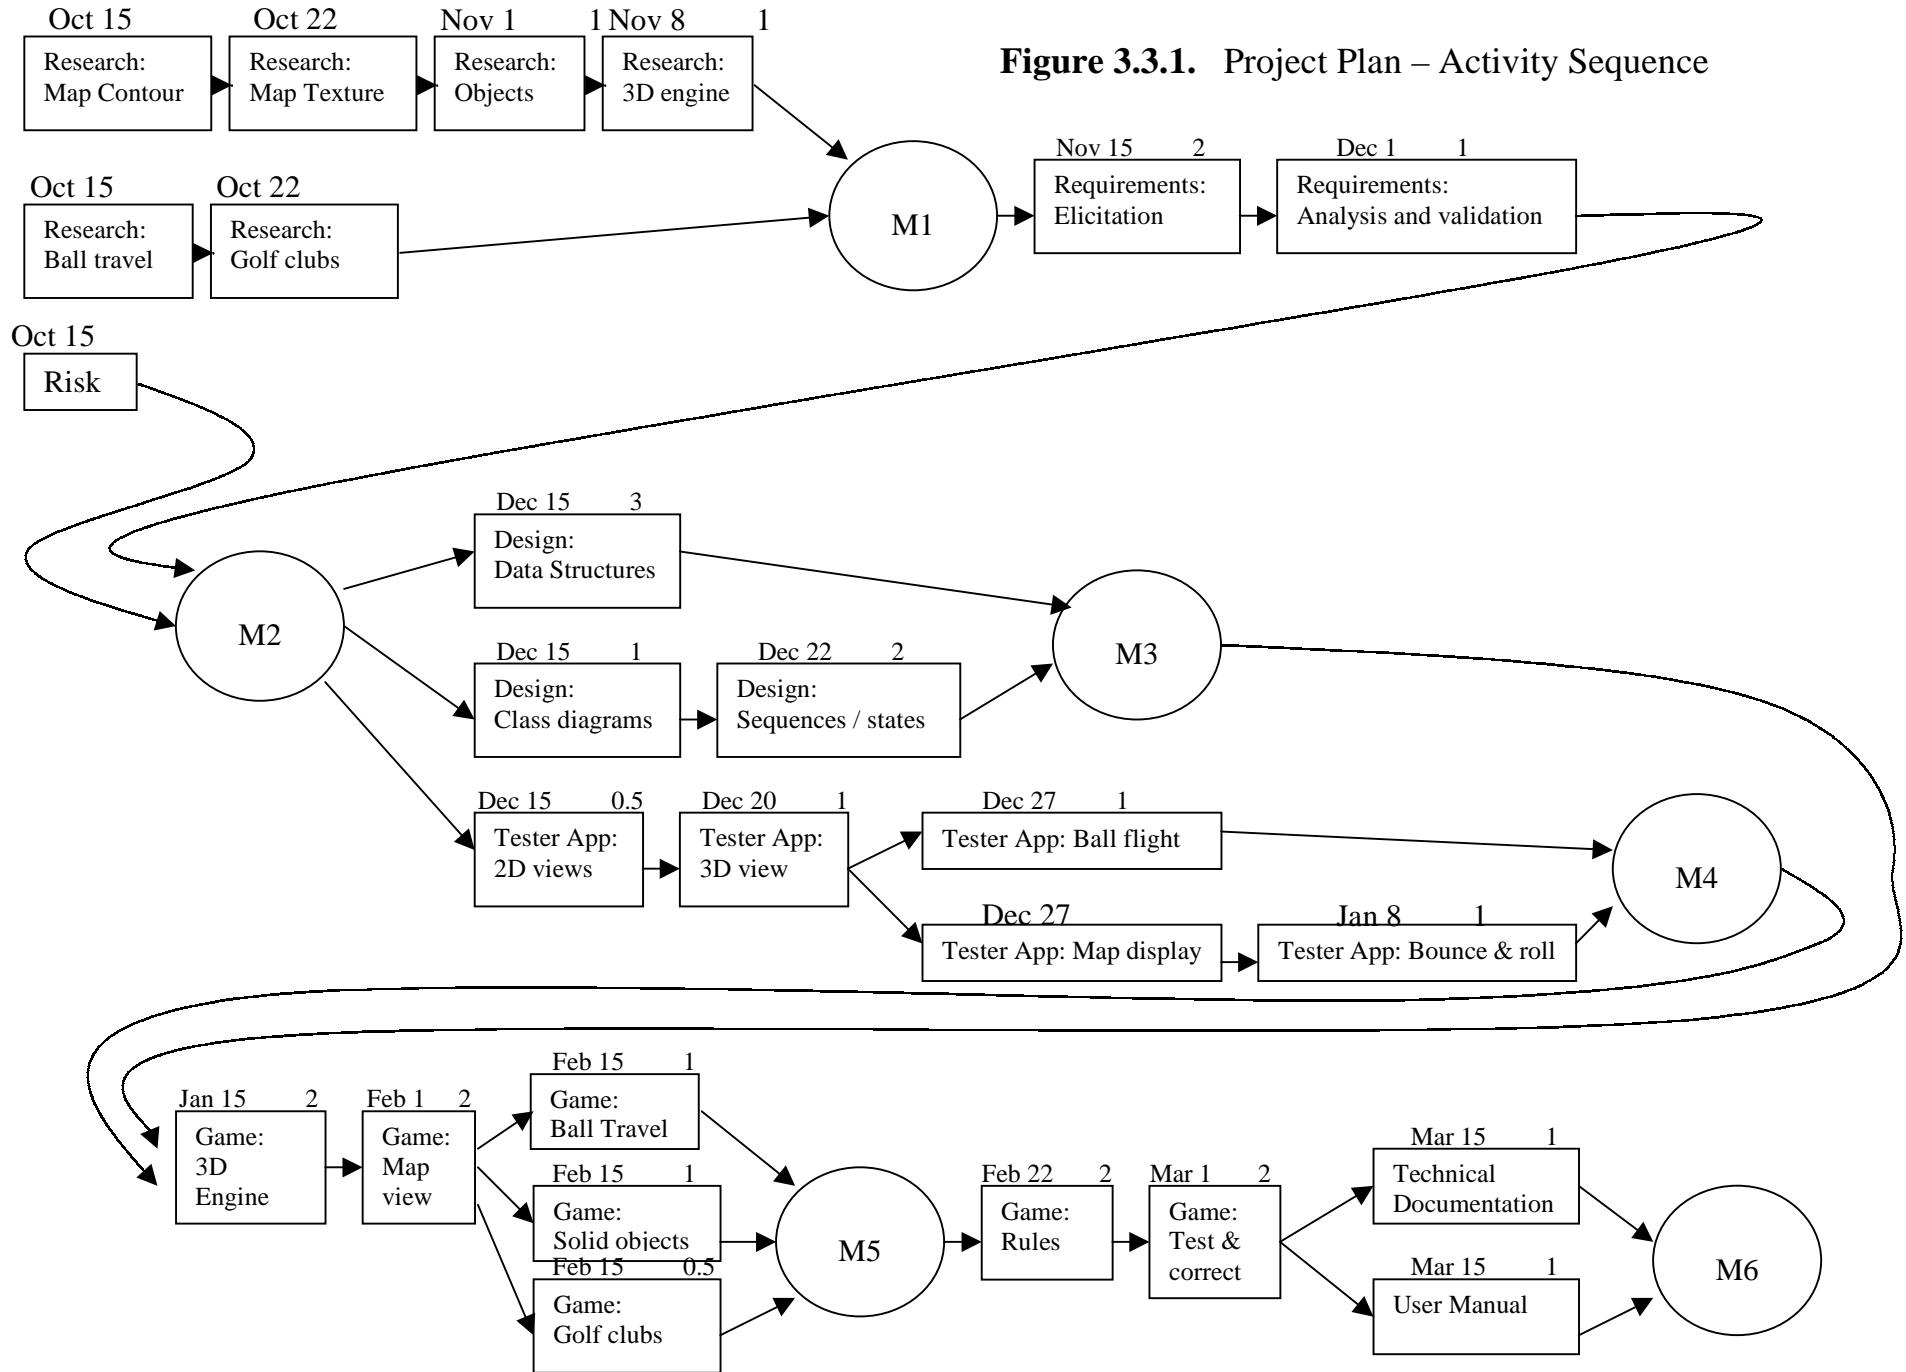 Oct 15 Oct 22 Nov 1 1 Nov 8 1
Figure 3.3.1. Project Plan – Activity Sequence
Research:
Map Contour
Research:
Map Texture
Research:
Objects
Research:
3D engine
Oct 15 Oct 22
Research:
Ball travel
Research:
Golf clubs
M1
Nov 15 2
Requirements:
Elicitation
Dec 1 1
Requirements:
Analysis and validation
Oct 15
Risk
M2
Dec 15 3
Design:
Data Structures
M3
Dec 15 1
Design:
Class diagrams
Dec 22 2
Design:
Sequences / states
Dec 15 0.5
Tester App:
2D views
Dec 20 1
Tester App:
3D view
Dec 27 1
Tester App: Ball flight
Dec 27
Tester App: Map display
Jan 8 1
Tester App: Bounce & roll
M4
Jan 15 2
Game:
3D
Engine
Feb 1 2
Game:
Map
view
Feb 15 1
Game:
Ball Travel
Feb 15 1
Game:
Solid objects
Feb 15 0.5
Game:
Golf clubs
M5
Feb 22 2
Game:
Rules
Mar 1 2
Game:
Test &
correct
Mar 15 1
Technical
Documentation
Mar 15 1
User Manual
M6